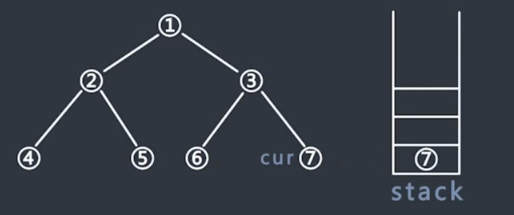 ①
② ③
④ ⑤ ⑥ cur ⑦ ⑦
stack